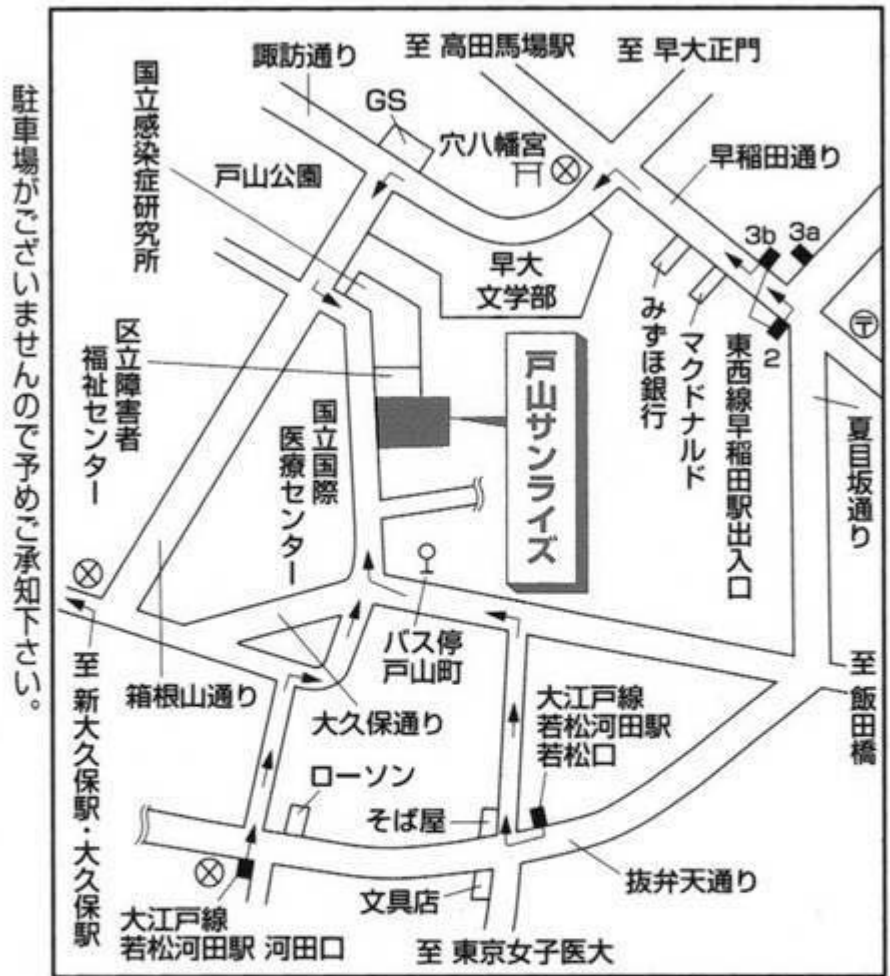 駐車場がございませんので予めご承知下さい。
至 高田馬場駅
至 早大正門
諏訪通り
GS
国立感染症研究所
戸山公園
穴八幡宮
早稲田通り
3b
3a
早大
文学部
みずほ銀行
マクドナルド
2
〒
東西線早稲田駅出入口
夏目坂通り
区立障害者
福祉センター
国立国際
医療センター
戸山サンライズ
バス停
戸山町
至 新大久保駅・大久保駅
箱根山通り
大久保通り
大江戸線
若松河田駅
若松口
至 飯田橋
ローソン
そば屋
文具店
抜弁天通り
大江戸線
若松河田駅 河田口
至 東京女子医大